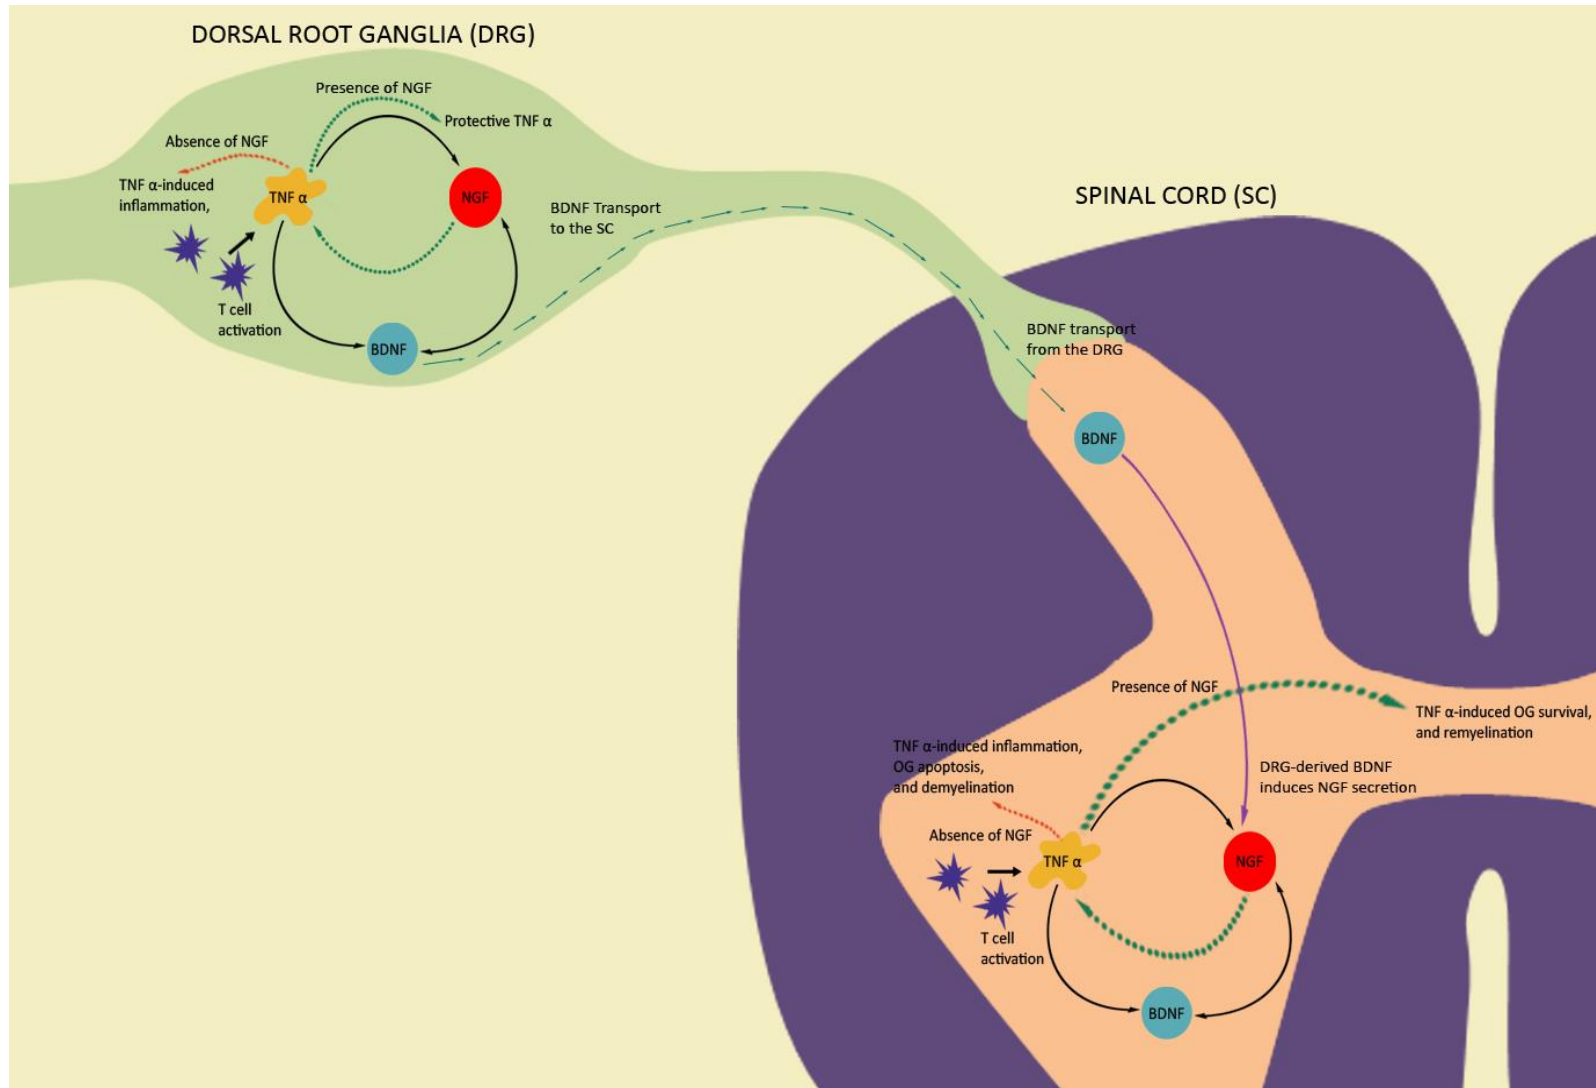 DORSAL ROOT GANGLIA (DRG)
Presence of NGF
Protective TNF α
Absence of NGF
TNF α-induced
inflammation,
TNF α
NGF
T cell
activation
BDNF
BDNF Transport
to the SC
SPINAL CORD (SC)
BDNF transport
from the DRG
BDNF
Presence of NGF
TNF α-induced OG survival,
and remyelination
TNF α-induced inflammation,
OG apoptosis,
and demyelination
DRG-derived BDNF
induces NGF secretion
Absence of NGF
TNF α
NGF
T cell
activation
BDNF